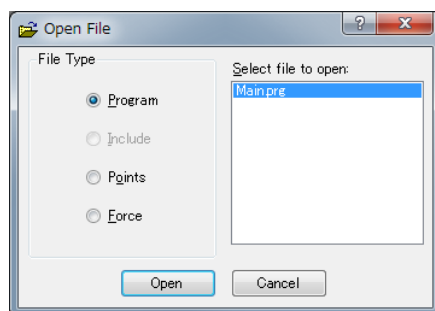 Open File
File Type
Program
Include
Points
Force
Select file to open:
Main.prg
Open
Cancel